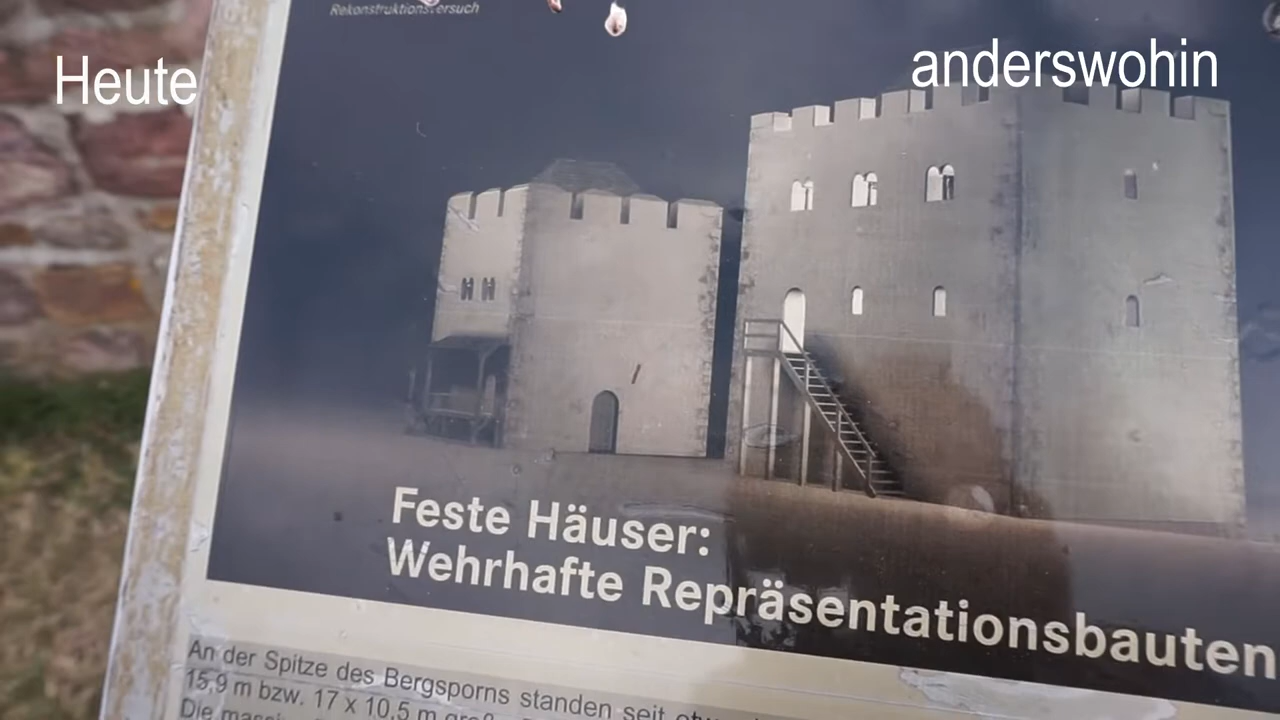 Rekonstruktionsversuch
Heute
anderswohin
Feste Häuser:
Wehrhafte Repräsentationsbauten
An der Spitze des Bergsporns standen seit
15,9 m bzw. 17 x 10,5 m
Die